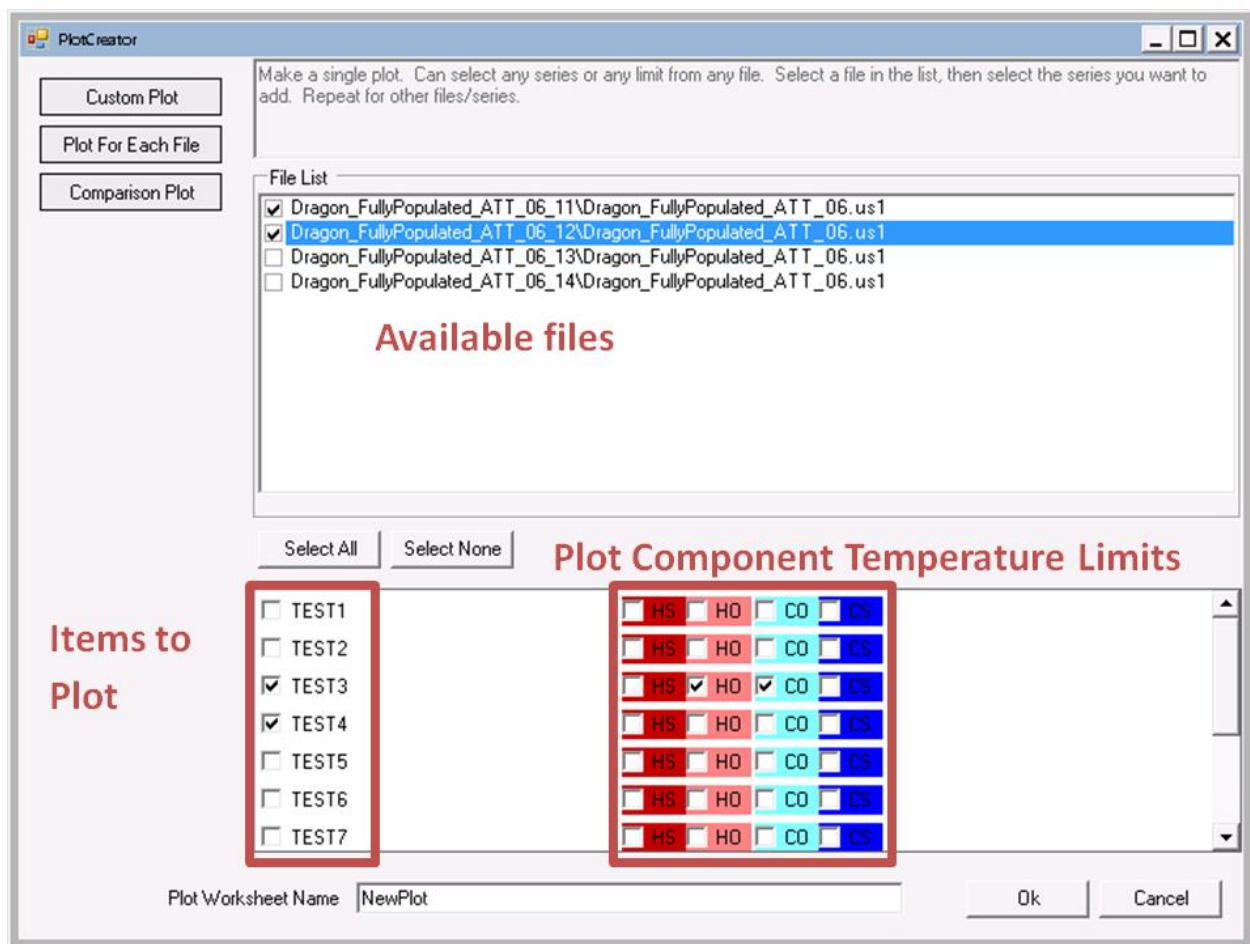 PlotCreator
Custom Plot
Plot For Each File
Comparison Plot
Make a single plot. Can select any series or any limit from any file. Select a file in the list, then select the series you want to
add. Repeat for other files/series.
File List
Dragon_FullyPopulated_ATT_06_11\Dragon_FullyPopulated_ATT_06.us1
Dragon_FullyPopulated_ATT_06_12\Dragon_FullyPopulated_ATT_06.us1
Dragon_FullyPopulated_ATT_06_13\Dragon_FullyPopulated_ATT_06.us1
Dragon_FullyPopulated_ATT_06_14\Dragon_FullyPopulated_ATT_06.us1
Available files
Select All Select None
Plot Component Temperature Limits
Items to
Plot
TEST1 HS HO CO CS
TEST2 HS HO CO CS
TEST3 HS HO CO CS
TEST4 HS HO CO CS
TEST5 HS HO CO CS
TEST6 HS HO CO CS
TEST7 HS HO CO CS
Plot Worksheet Name NewPlot Ok Cancel